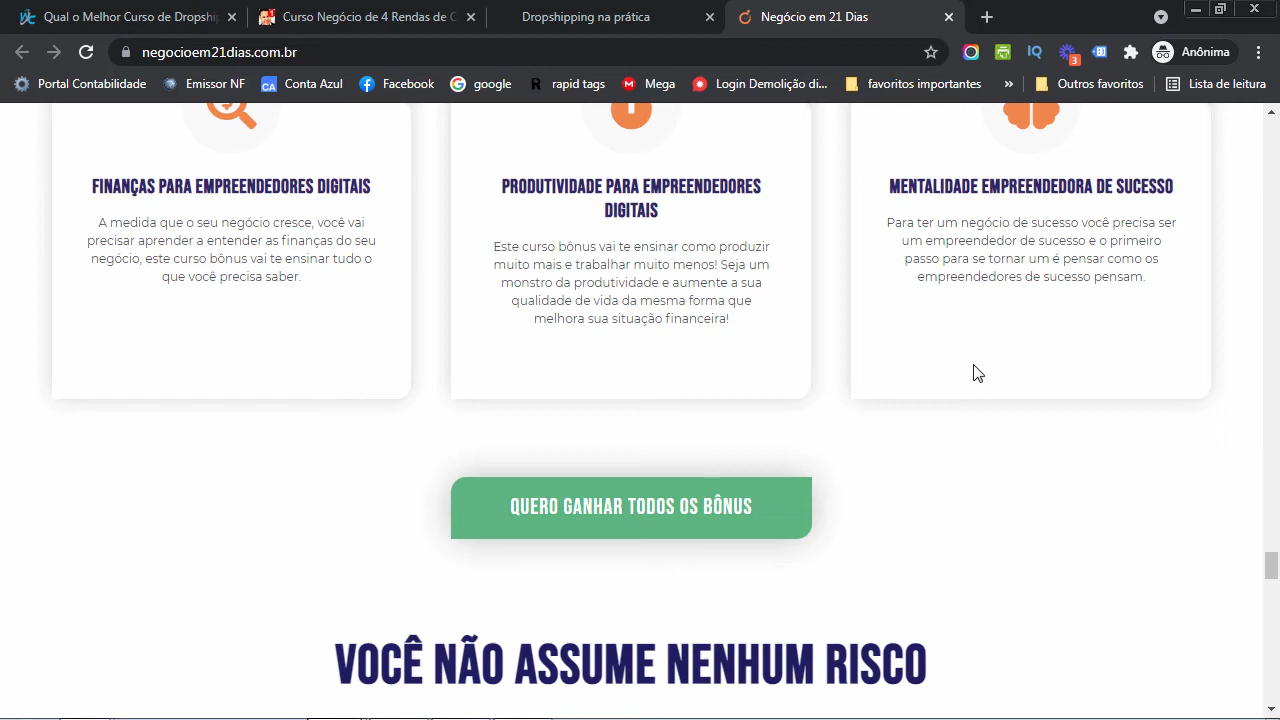 Qual o Melhor Curso de Dropshi
Curso Negócio de 4 Rendas de C
Dropshipping na prática
Negócio em 21 Dias
negocioem21dias.com.br
Anônima
Portal Contabilidade
Emissor NF
CA
Conta Azul
Facebook
google
rapid tags
Mega
Login Demolição di...
favoritos importantes
»
Outros favoritos
Lista de leitura
IQ
3
FINANÇAS PARA EMPREENDEDORES DIGITAIS
A medida que o seu negócio cresce, você vai
precisar aprender a entender as finanças do seu
negócio, este curso bônus vai te ensinar tudo o
que você precisa saber.
PRODUTIVIDADE PARA EMPREENDEDORES
DIGITAIS
Este curso bônus vai te ensinar como produzir
muito mais e trabalhar muito menos! Seja um
monstro da produtividade e aumente a sua
qualidade de vida da mesma forma que
melhora sua situação financeira!
MENTALIDADE EMPREENDEDORA DE SUCESSO
Para ter um negócio de sucesso você precisa ser
um empreendedor de sucesso e o primeiro
passo para se tornar um é pensar como os
empreendedores de sucesso pensam.
QUERO GANHAR TODOS OS BÔNUS
VOCÊ NÃO ASSUME NENHUM RISCO